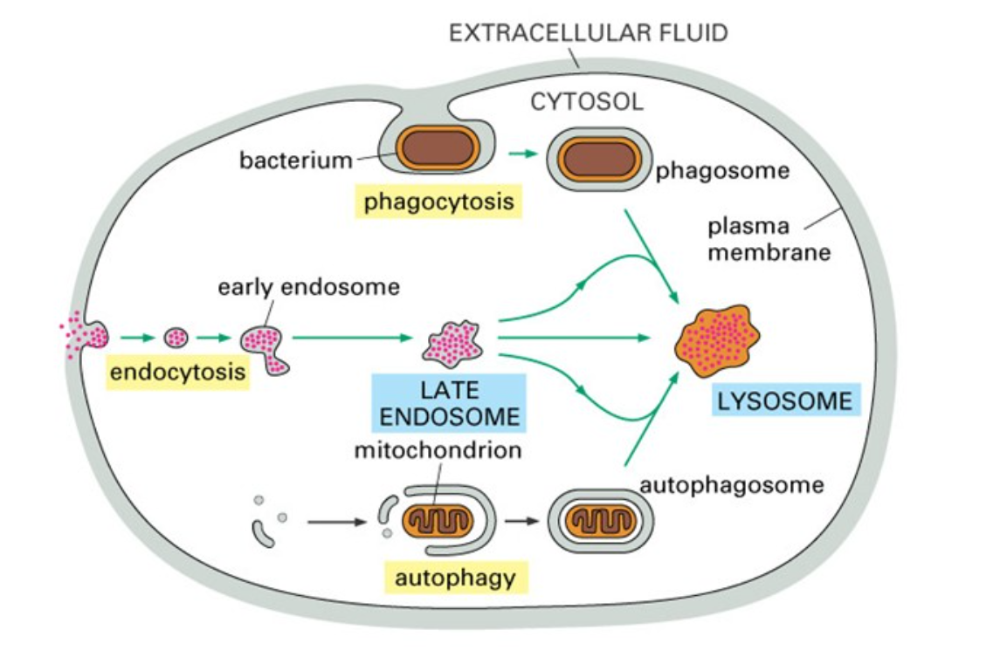 EXTRACELLULAR FLUID
CYTOSOL
bacterium
phagosome
phagocytosis
plasma
membrane
early endosome
endocytosis
LATE
ENDOSOME
LYSOSOME
mitochondrion
autophagosome
autophagy